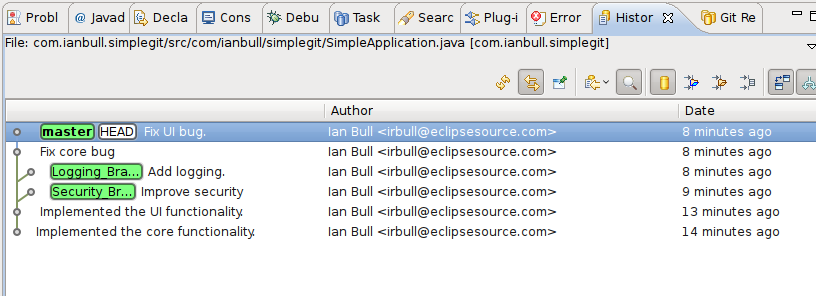 Probl @ Javad Decla Cons Debu Task Searc Plug-i Error Histor Git Re
File: com.ianbull.simplegit/src/com/ianbull/simplegit/SimpleApplication.java [com.ianbull.simplegit]
Author Date
master HEAD Fix UI bug. Ian Bull <irbull@eclipsesource.com> 8 minutes ago
Fix core bug Ian Bull <irbull@eclipsesource.com> 8 minutes ago
Logging_Bra... Add logging. Ian Bull <irbull@eclipsesource.com> 8 minutes ago
Security_Br... Improve security Ian Bull <irbull@eclipsesource.com> 9 minutes ago
Implemented the UI functionality. Ian Bull <irbull@eclipsesource.com> 13 minutes ago
Implemented the core functionality. Ian Bull <irbull@eclipsesource.com> 14 minutes ago